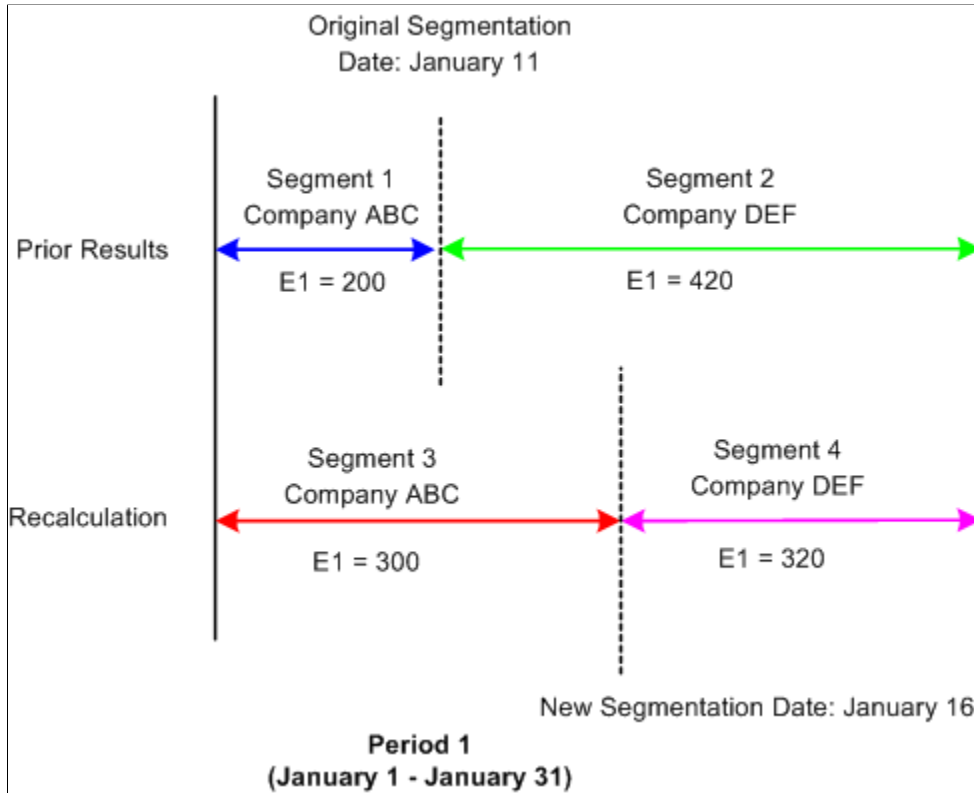 Original Segmentation
Date: January 11
Segment 1
Company ABC
Segment 2
Company DEF
Prior Results
E1 = 200
E1 = 420
Segment 3
Company ABC
Segment 4
Company DEF
Recalculation
E1 = 300
E1 = 320
New Segmentation Date: January 16
Period 1
(January 1 - January 31)